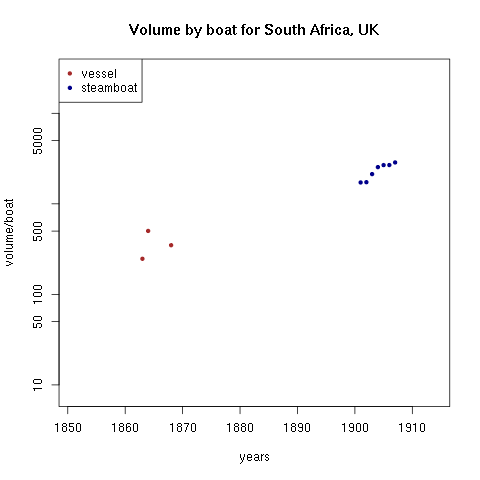 Volume by boat for South Africa, UK
vessel
steamboat
volume/boat
5000
500
100
50
10
1850 1860 1870 1880 1890 1900 1910
years